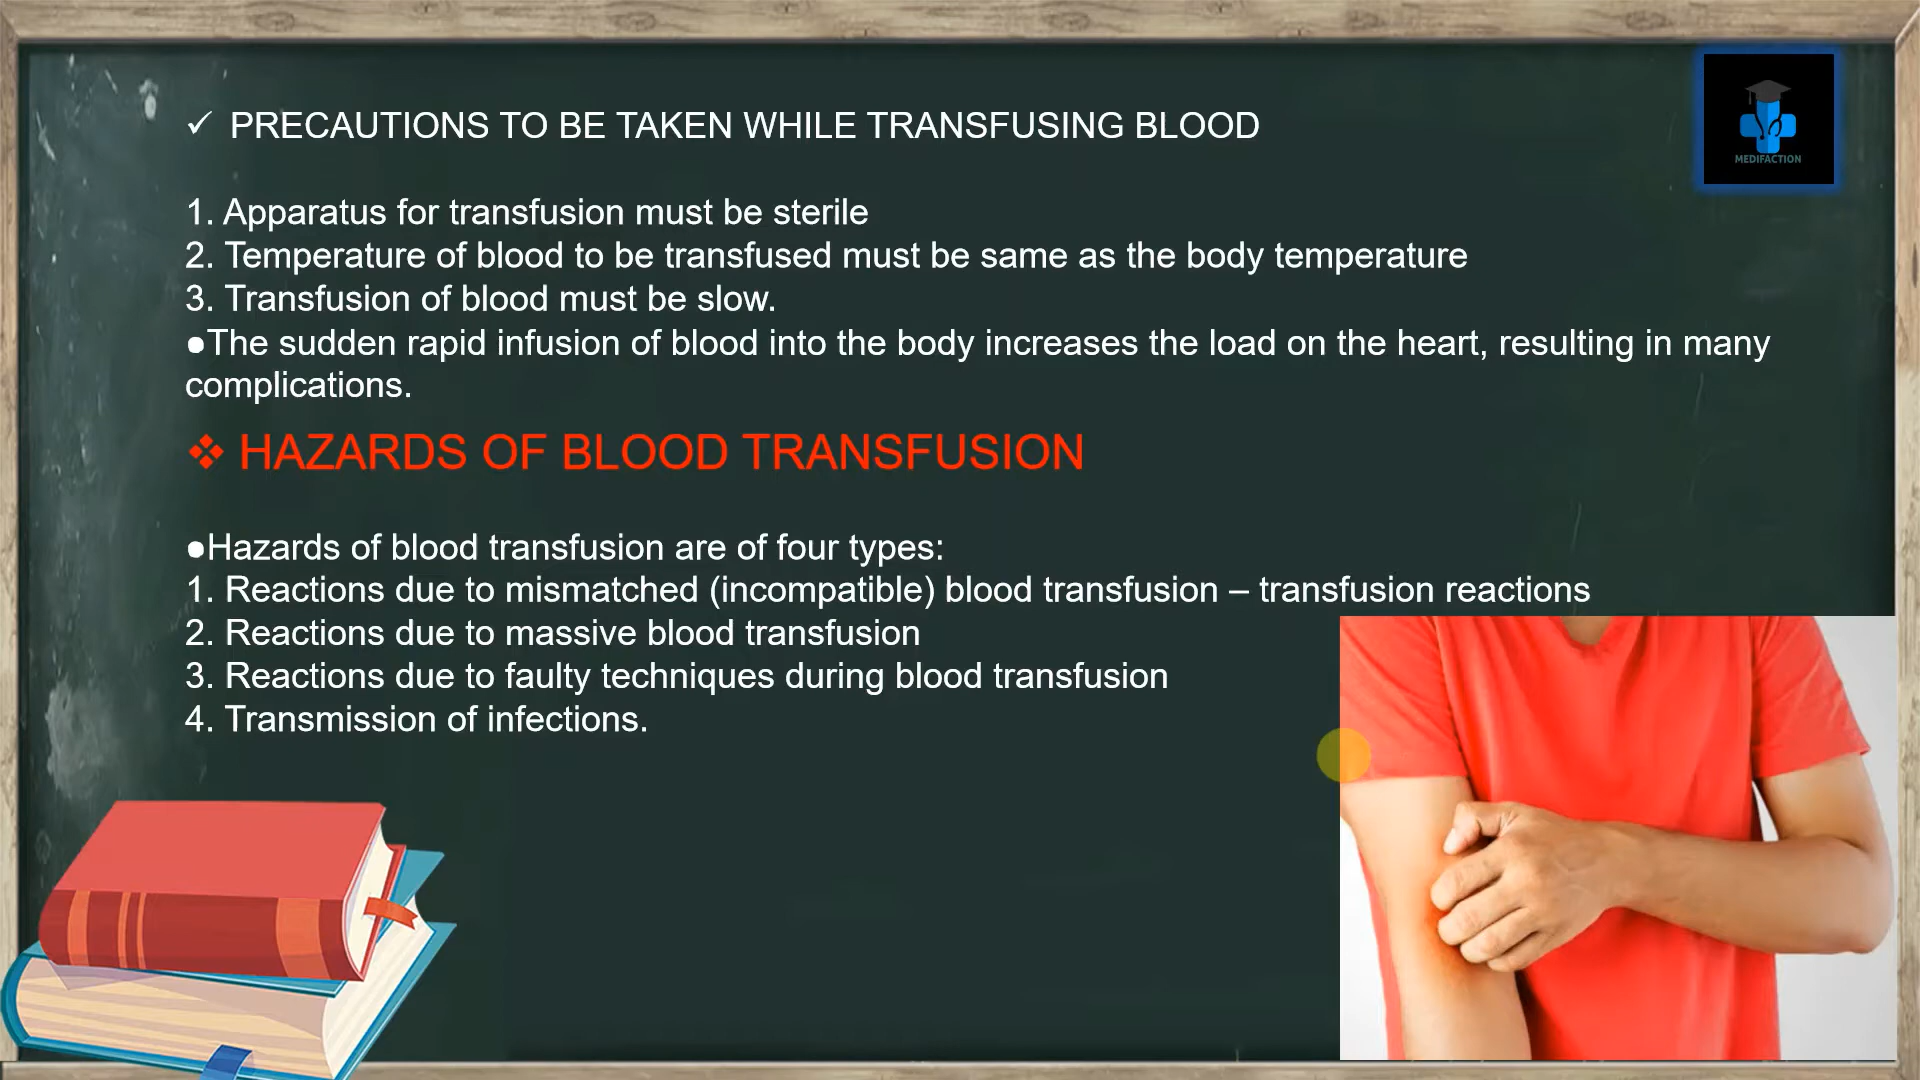 ✓ PRECAUTIONS TO BE TAKEN WHILE TRANSFUSING BLOOD
MEDIFACTION
1. Apparatus for transfusion must be sterile
2. Temperature of blood to be transfused must be same as the body temperature
3. Transfusion of blood must be slow.
●The sudden rapid infusion of blood into the body increases the load on the heart, resulting in many
complications.
❖ HAZARDS OF BLOOD TRANSFUSION
●Hazards of blood transfusion are of four types:
1. Reactions due to mismatched (incompatible) blood transfusion – transfusion reactions
2. Reactions due to massive blood transfusion
3. Reactions due to faulty techniques during blood transfusion
4. Transmission of infections.